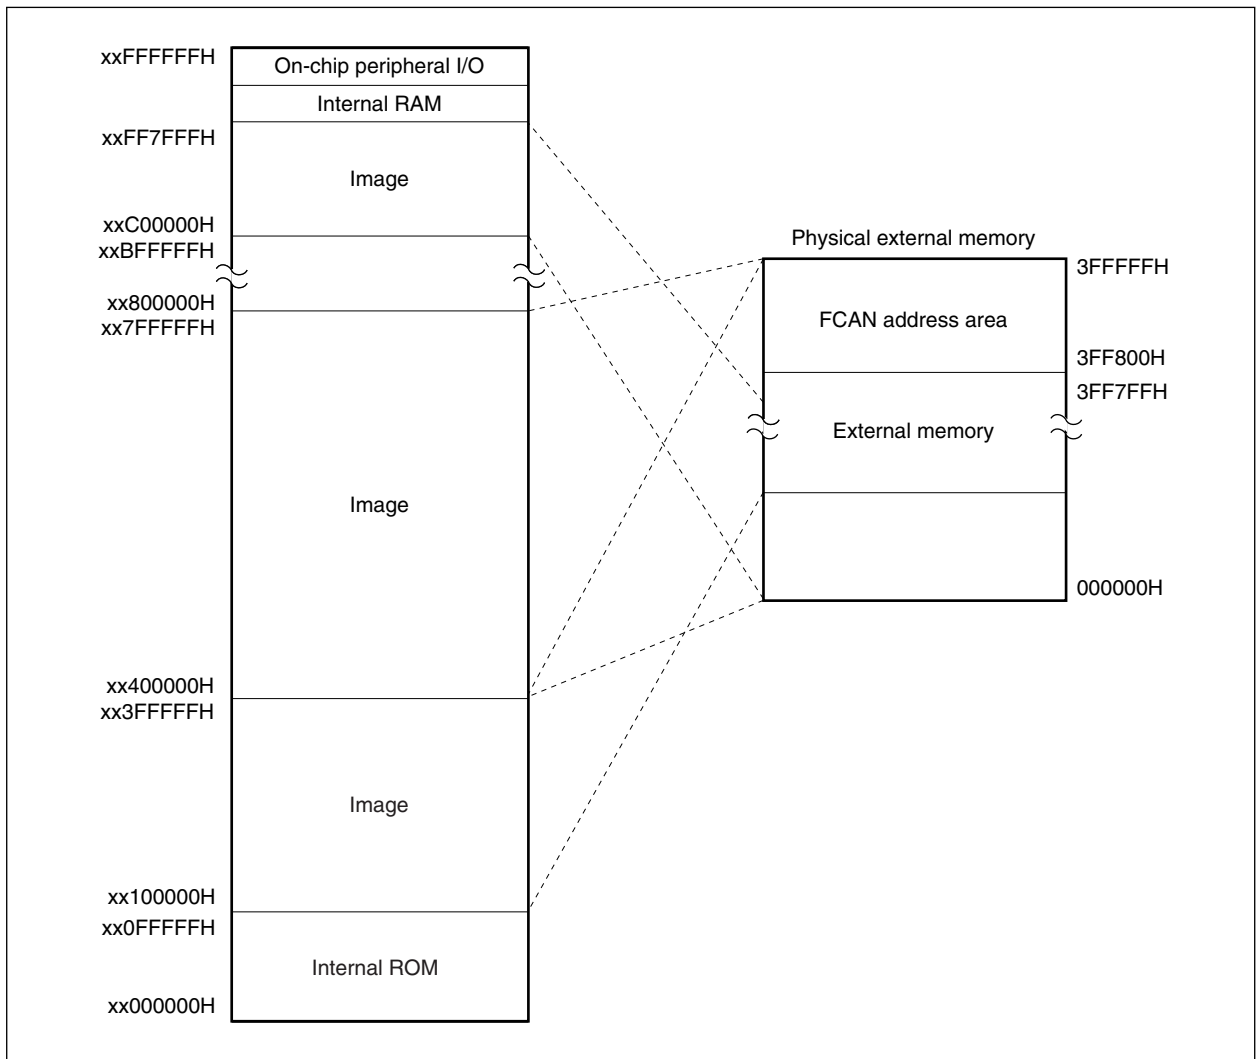 xxFFFFFFH
On-chip peripheral I/O
Internal RAM
xxFF7FFFH
Image
xxC00000H
xxBFFFFFH
xx800000H
xx7FFFFFH
Image
xx400000H
xx3FFFFFH
Image
xx100000H
xx0FFFFFH
Internal ROM
xx000000H
Physical external memory
3FFFFFH
FCAN address area
3FF800H
3FF7FFH
External memory
000000H